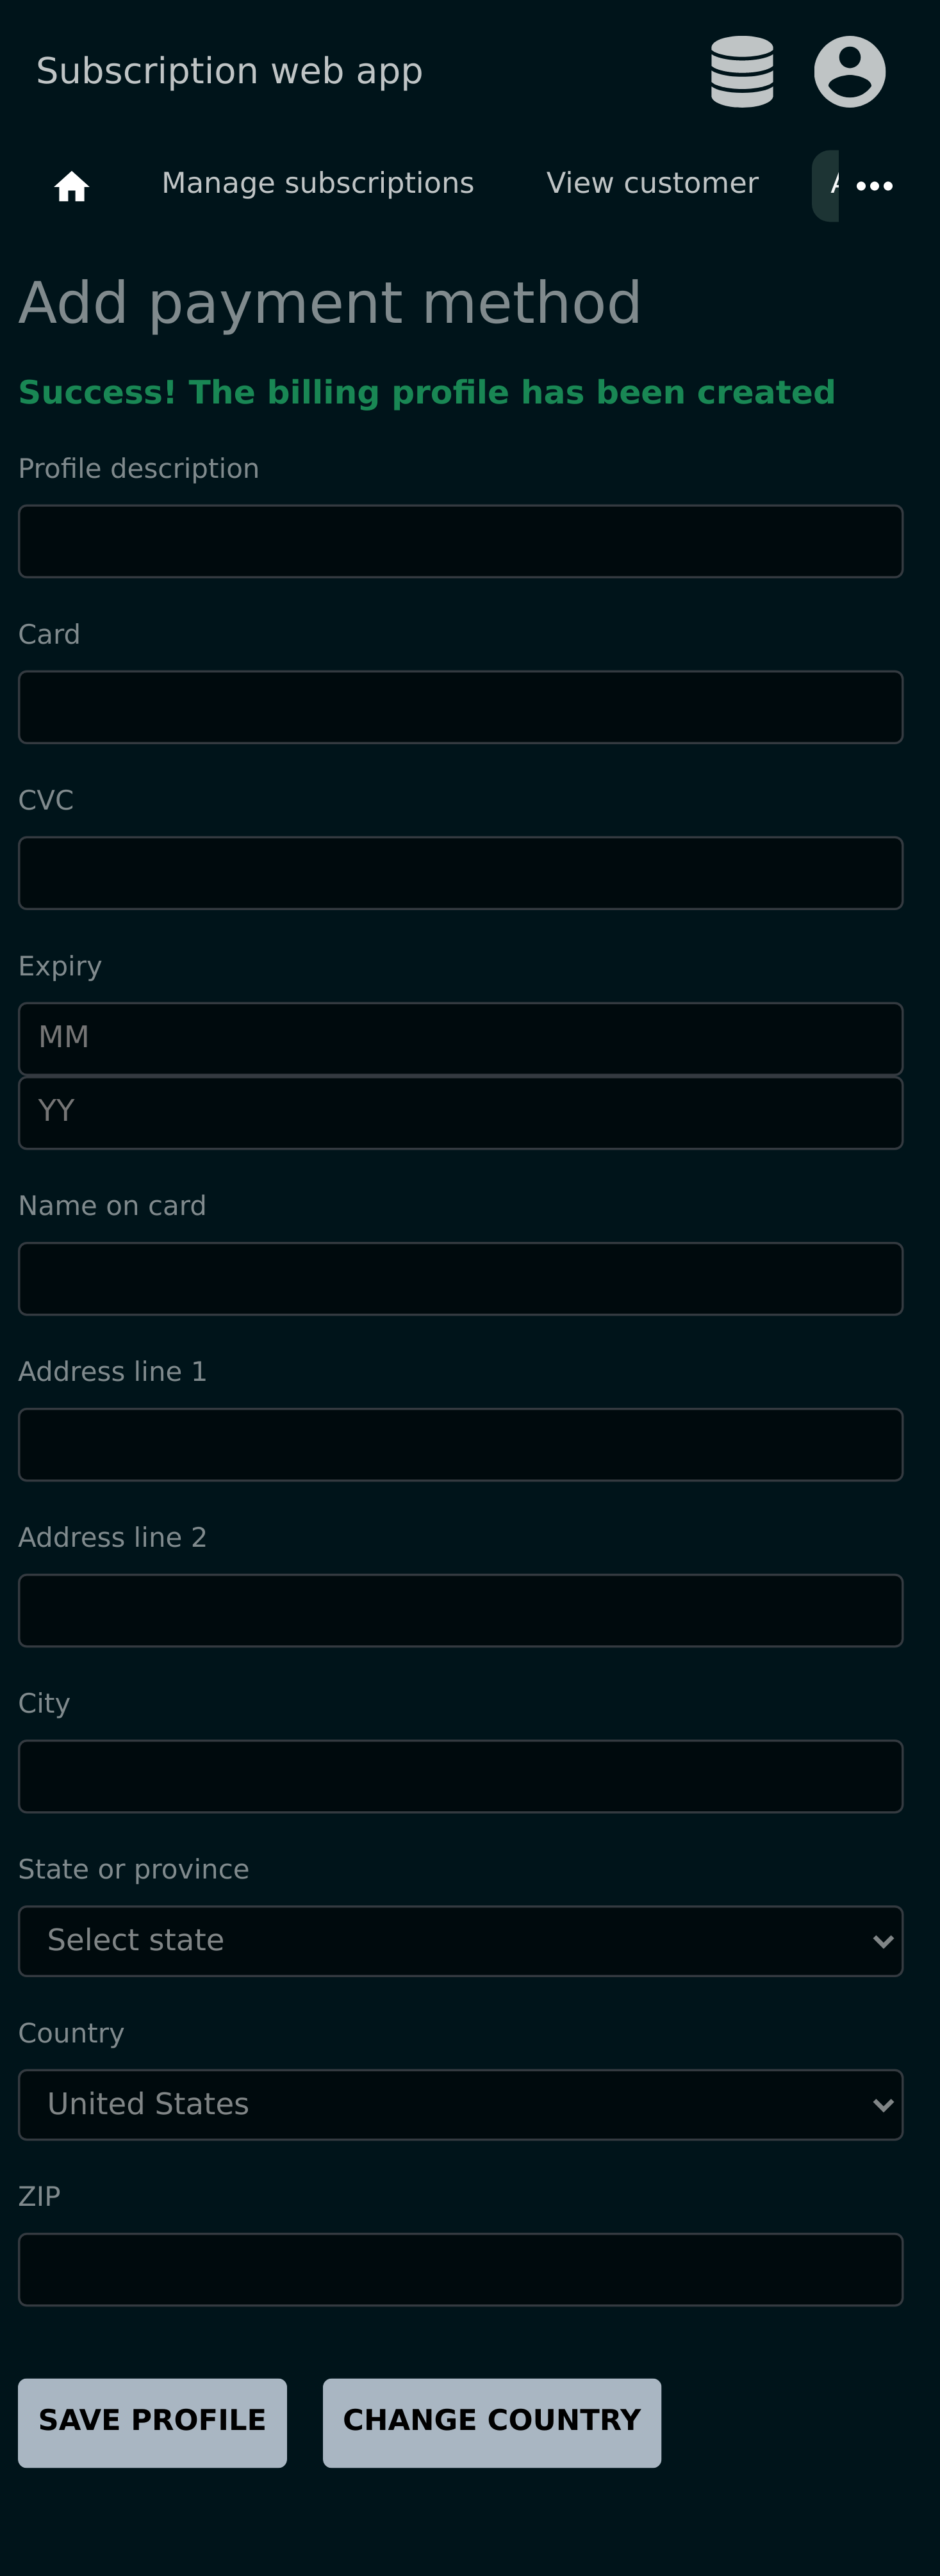 Subscription web app
Manage subscriptions
View customer
Add payment method
Success! The billing profile has been created
Profile description
Card
CVC
Expiry
MM
YY
Name on card
Address line 1
Address line 2
City
State or province
Select state
Country
United States
ZIP
SAVE PROFILE
CHANGE COUNTRY